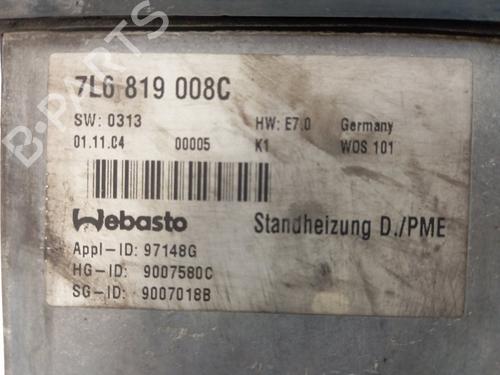 B-PARTS
7L6 819 008C
SW: 0313 HW: E7.0 Germany
01.11.04 00005 K1 WDS 101
Webasto Standheizung D./PME
Appl-ID: 97148G
HG-ID: 9007580C
SG-ID: 9007018B